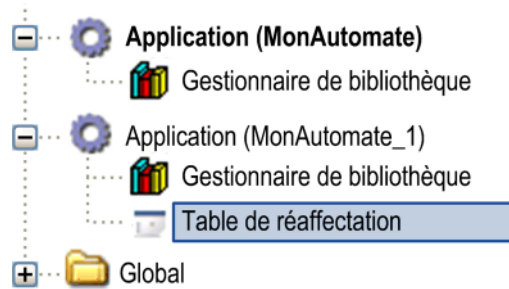 Application (MonAutomate)
Gestionnaire de bibliothèque
Application (MonAutomate_1)
Gestionnaire de bibliothèque
Table de réaffectation
Global